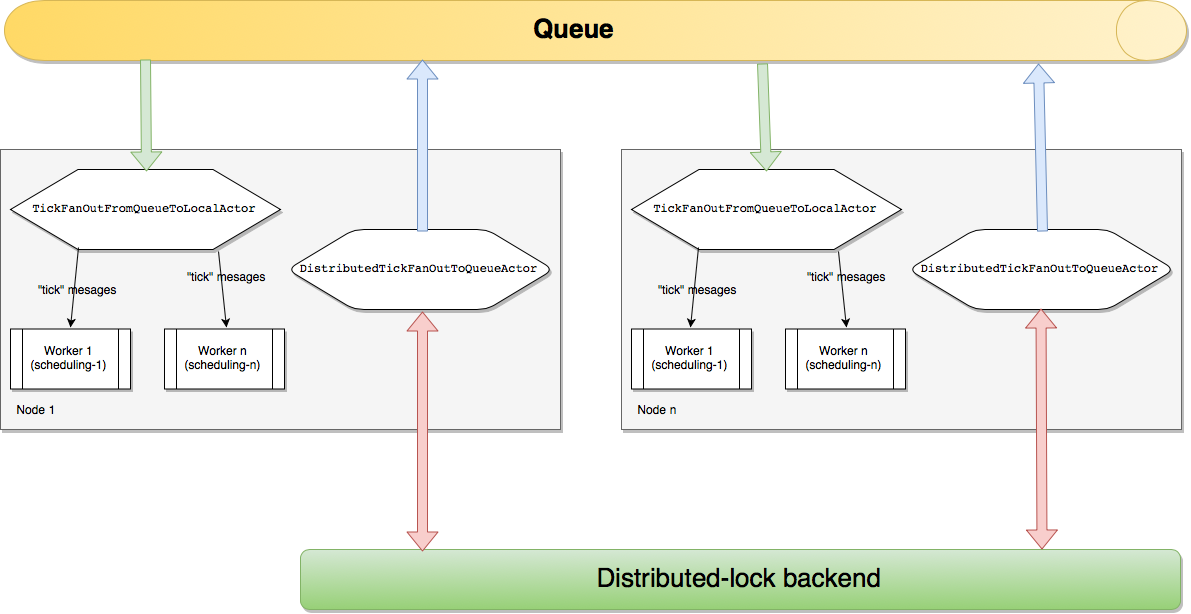 Queue
TickFanOutFromQueueToLocalActor
"tick" mesages
"tick" mesages
DistributedTickFanOutToQueueActor
Worker 1
(scheduling-1)
Worker n
(scheduling-n)
Node 1
TickFanOutFromQueueToLocalActor
"tick" mesages
"tick" mesages
DistributedTickFanOutToQueueActor
Worker 1
(scheduling-1)
Worker n
(scheduling-n)
Node n
Distributed-lock backend